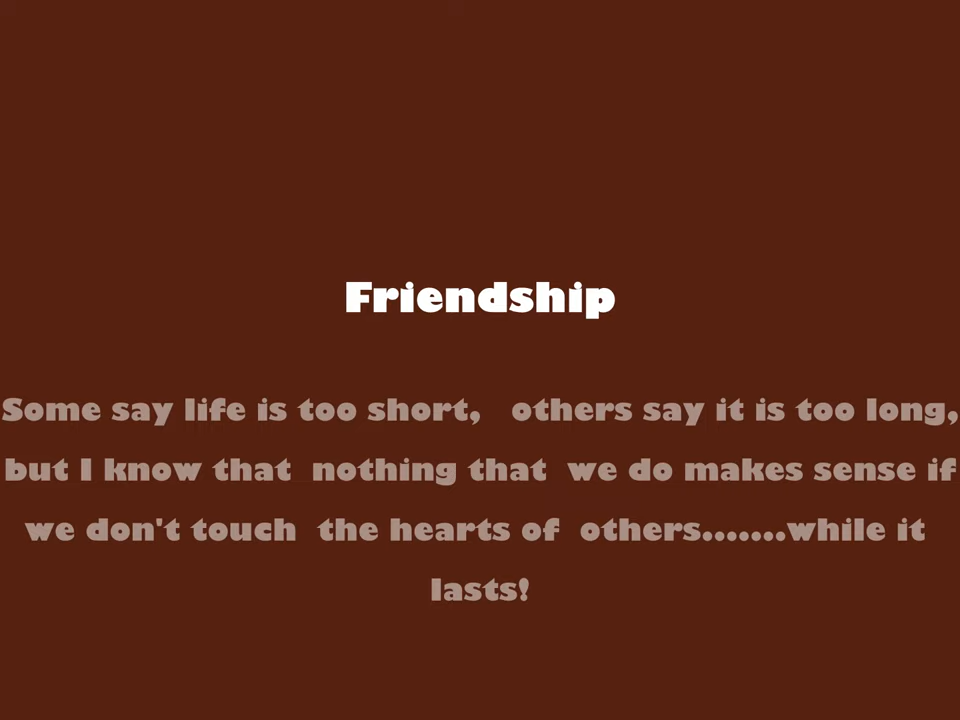 Friendship
Some say life is too short, others say it is too long,
but I know that nothing that we do makes sense if
we don't touch the hearts of others.......while it
lasts!